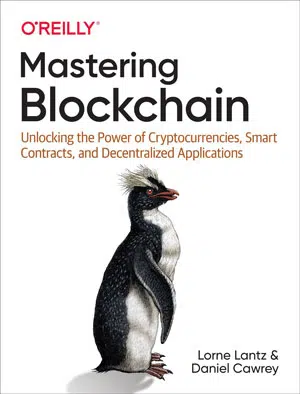 O'REILLY®
Mastering
Blockchain
Unlocking the Power of Cryptocurrencies, Smart
Contracts, and Decentralized Applications
Lorne Lantz &
Daniel Cawrey